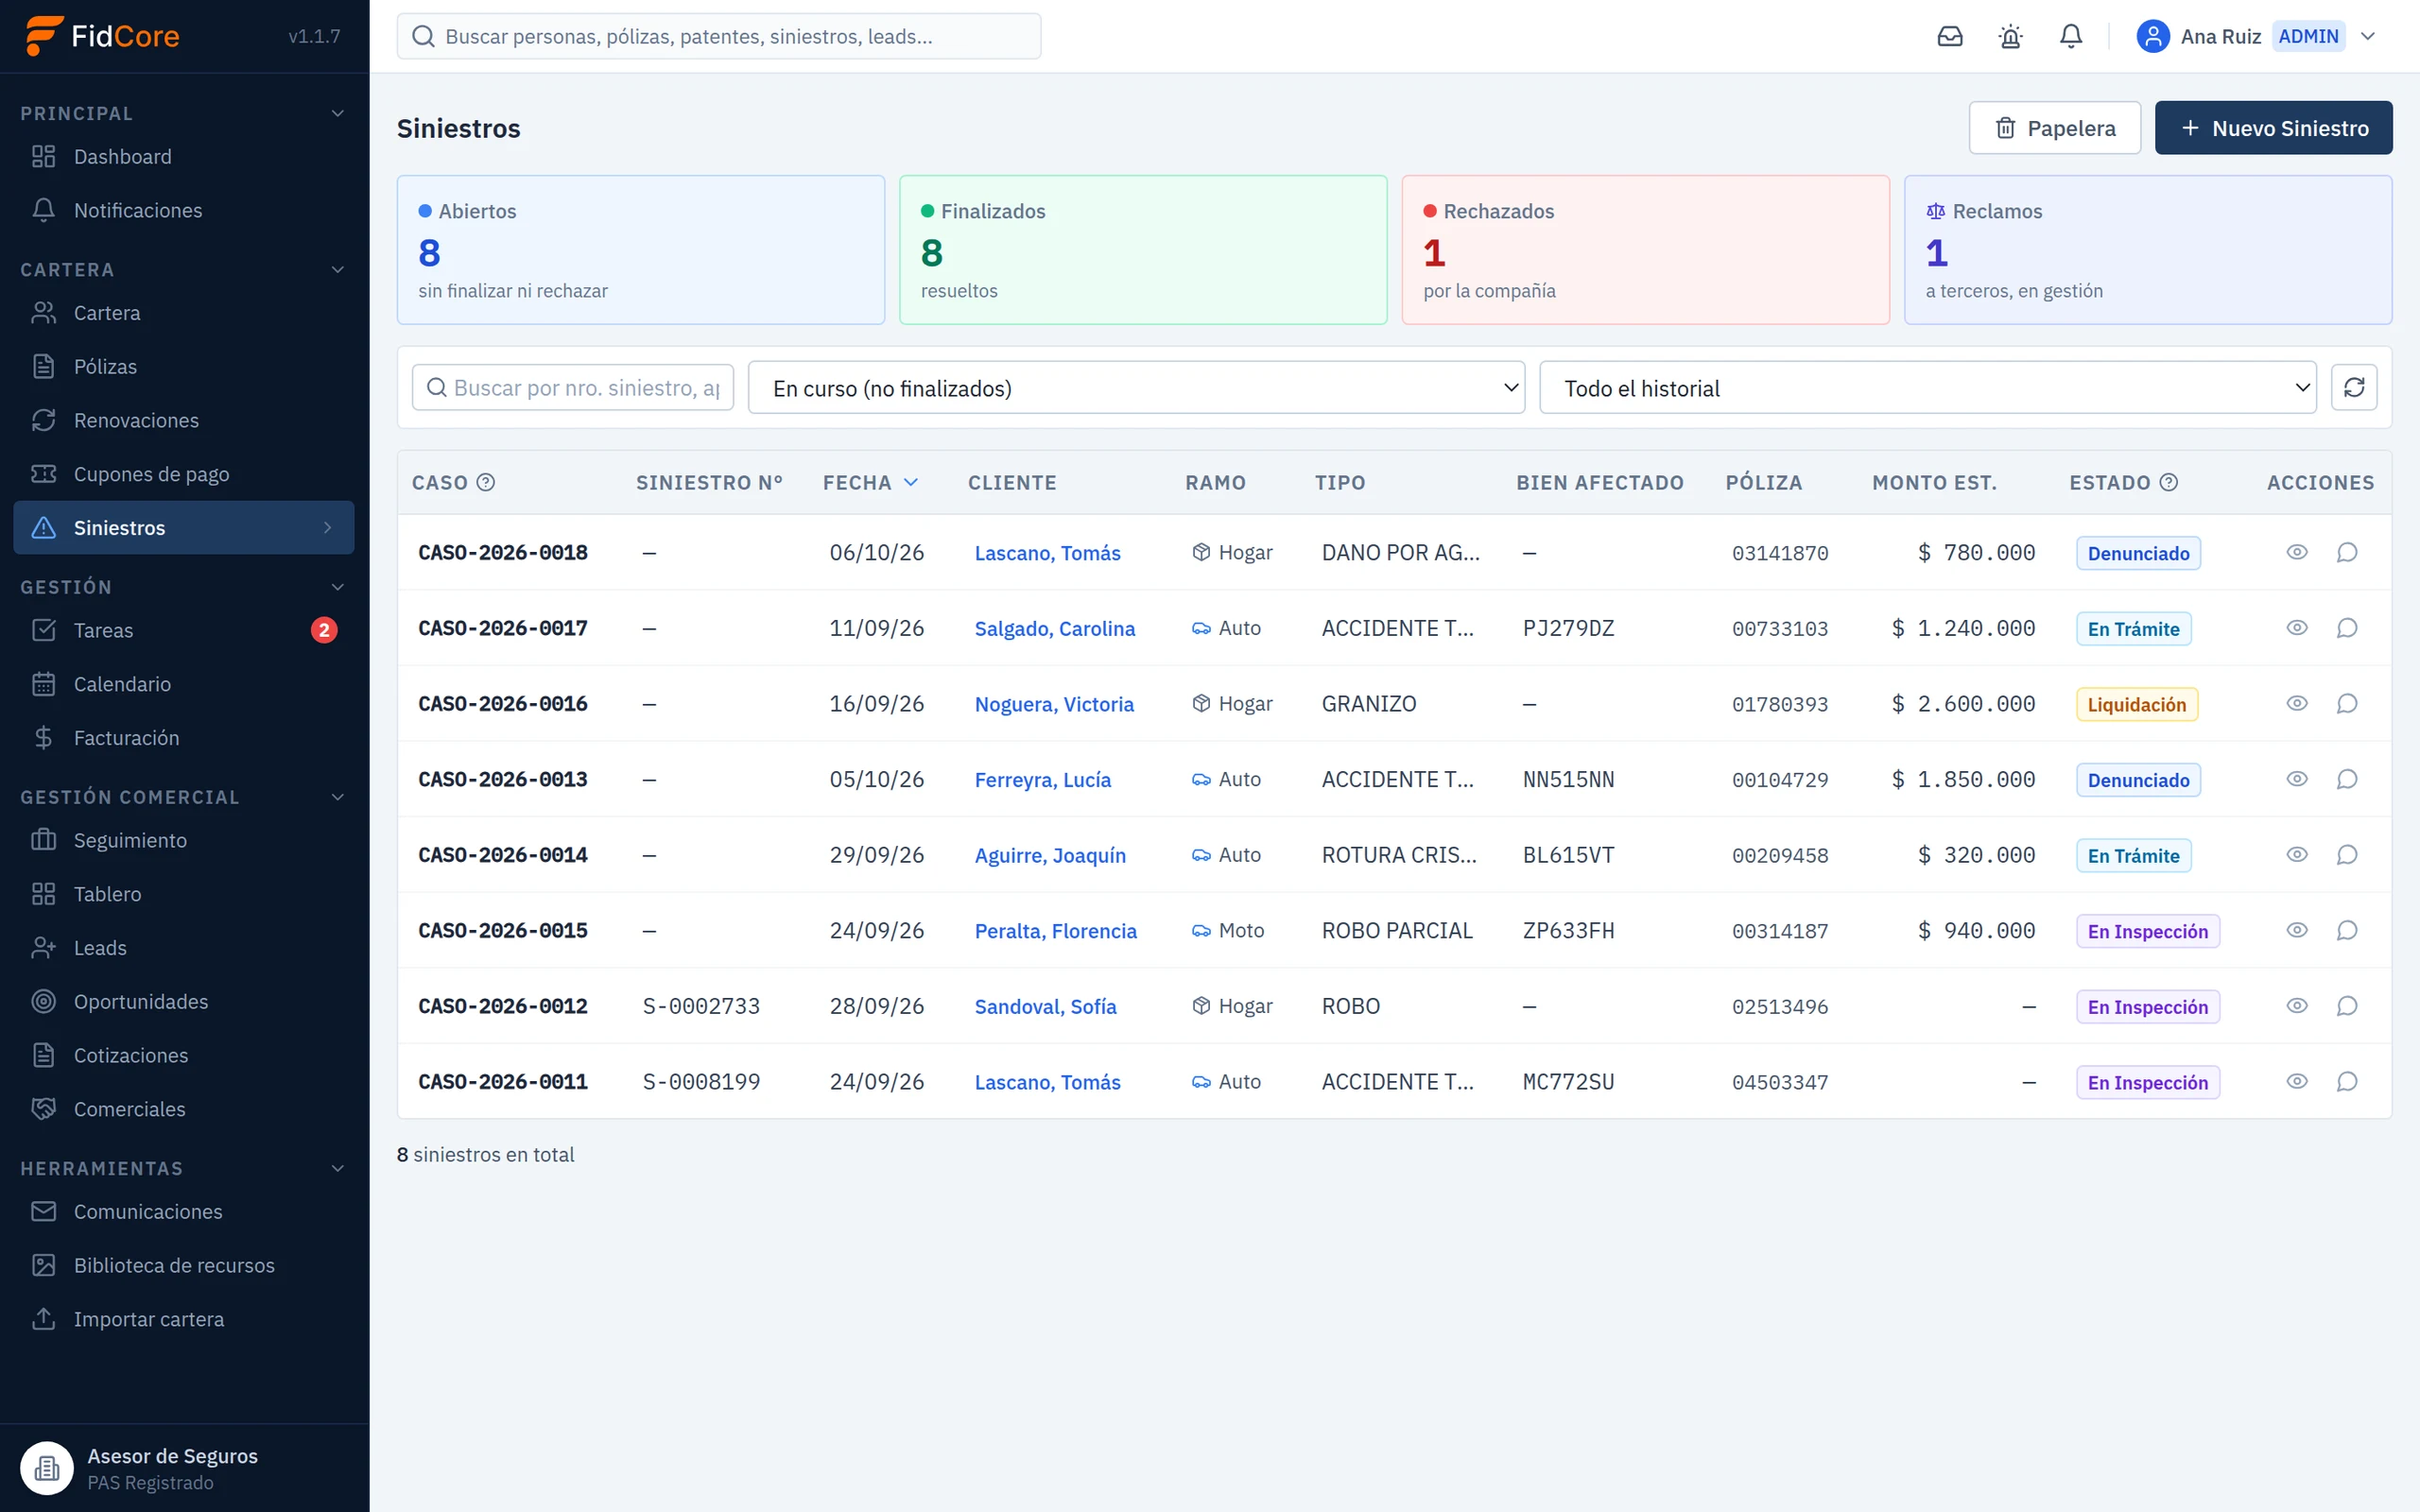 FidCore v1.1.7
PRINCIPAL
Dashboard
Notificaciones
CARTERA
Cartera
Pólizas
Renovaciones
Cupones de pago
Siniestros
GESTIÓN
Tareas 2
Calendario
Facturación
GESTIÓN COMERCIAL
Seguimiento
Tablero
Leads
Oportunidades
Cotizaciones
Comerciales
HERRAMIENTAS
Comunicaciones
Biblioteca de recursos
Importar cartera
Asesor de Seguros
PAS Registrado
Buscar personas, pólizas, patentes, siniestros, leads... Ana Ruiz ADMIN
Siniestros Papelera + Nuevo Siniestro
Abiertos
8
sin finalizar ni rechazar
Finalizados
8
resueltos
Rechazados
1
por la compañía
Reclamos
1
a terceros, en gestión
Buscar por nro. siniestro, ap En curso (no finalizados) Todo el historial
CASO SINIESTRO Nº FECHA CLIENTE RAMO TIPO BIEN AFECTADO PÓLIZA MONTO EST. ESTADO ACCIONES
CASO-2026-0018 — 06/10/26 Lascano, Tomás Hogar DANO POR AG... — 03141870 $ 780.000 Denunciado
CASO-2026-0017 — 11/09/26 Salgado, Carolina Auto ACCIDENTE T... PJ279DZ 00733103 $ 1.240.000 En Trámite
CASO-2026-0016 — 16/09/26 Noguera, Victoria Hogar GRANIZO — 01780393 $ 2.600.000 Liquidación
CASO-2026-0013 — 05/10/26 Ferreyra, Lucía Auto ACCIDENTE T... NN515NN 00104729 $ 1.850.000 Denunciado
CASO-2026-0014 — 29/09/26 Aguirre, Joaquín Auto ROTURA CRIS... BL615VT 00209458 $ 320.000 En Trámite
CASO-2026-0015 — 24/09/26 Peralta, Florencia Moto ROBO PARCIAL ZP633FH 00314187 $ 940.000 En Inspección
CASO-2026-0012 S-0002733 28/09/26 Sandoval, Sofía Hogar ROBO — 02513496 — En Inspección
CASO-2026-0011 S-0008199 24/09/26 Lascano, Tomás Auto ACCIDENTE T... MC772SU 04503347 — En Inspección
8 siniestros en total